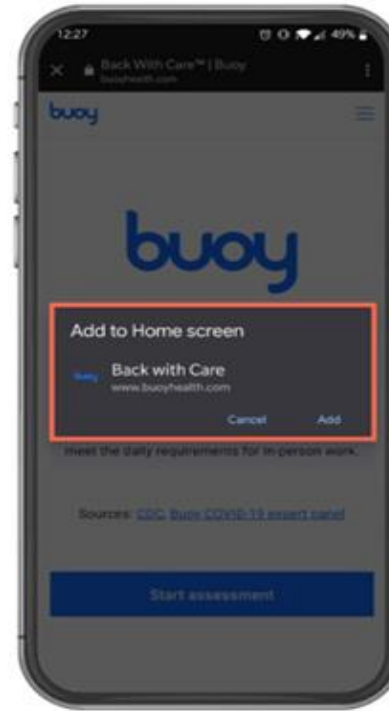 12:27 49%
Back With Care™ | Buoy
buoyhealth.com
buoy
buoy
Add to Home screen
buoy Back with Care
www.buoyhealth.com
Cancel Add
meet the daily requirements for in-person work.
Sources: CDC, Buoy COVID-19 expert panel
Start assessment